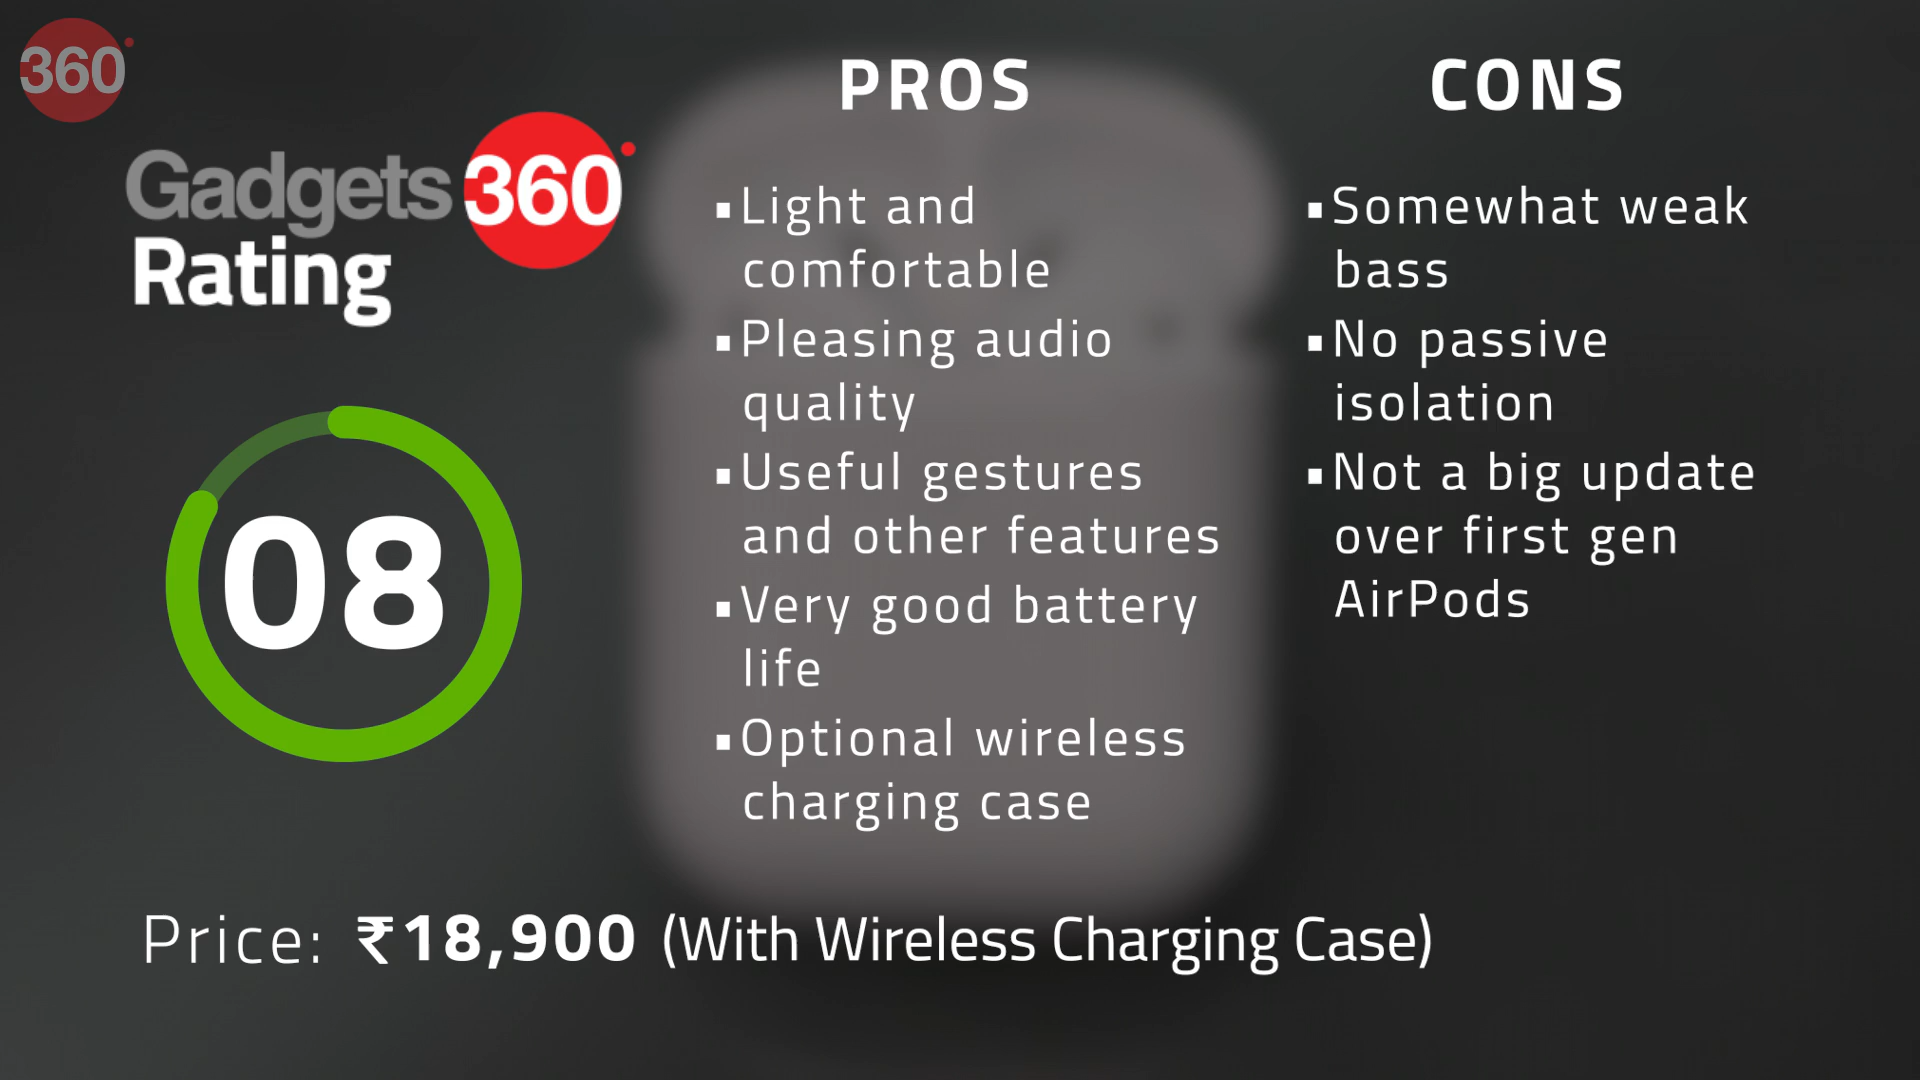 360
Gadgets 360
Rating
08
PROS
▪Light and
comfortable
▪Pleasing audio
quality
▪Useful gestures
and other features
▪Very good battery
life
▪Optional wireless
charging case
CONS
▪Somewhat weak
bass
▪No passive
isolation
▪Not a big update
over first gen
AirPods
Price: ₹18,900 (With Wireless Charging Case)